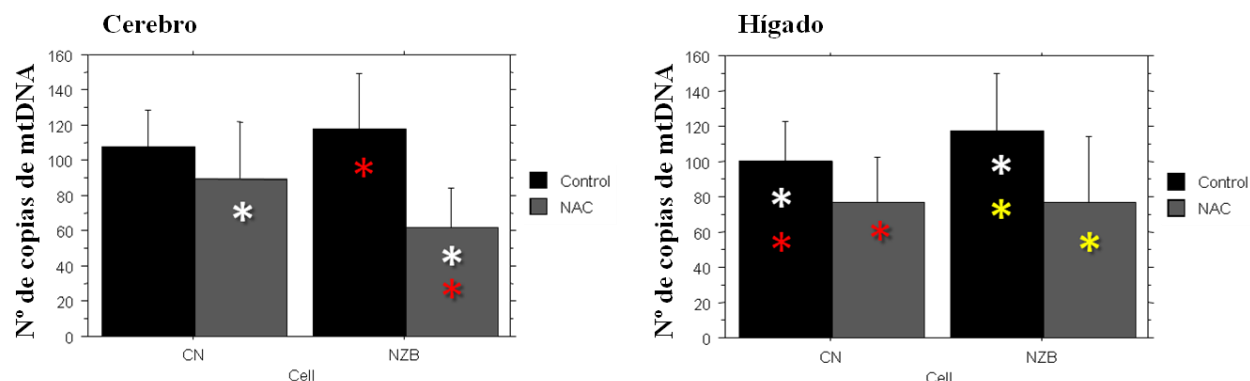 Cerebro
Nº de copias de mtDNA
160
140
120
100
80
60
40
20
0
CN
NZB
Cell
Control
NAC
Hígado
Nº de copias de mtDNA
160
140
120
100
80
60
40
20
0
CN
NZB
Cell
Control
NAC